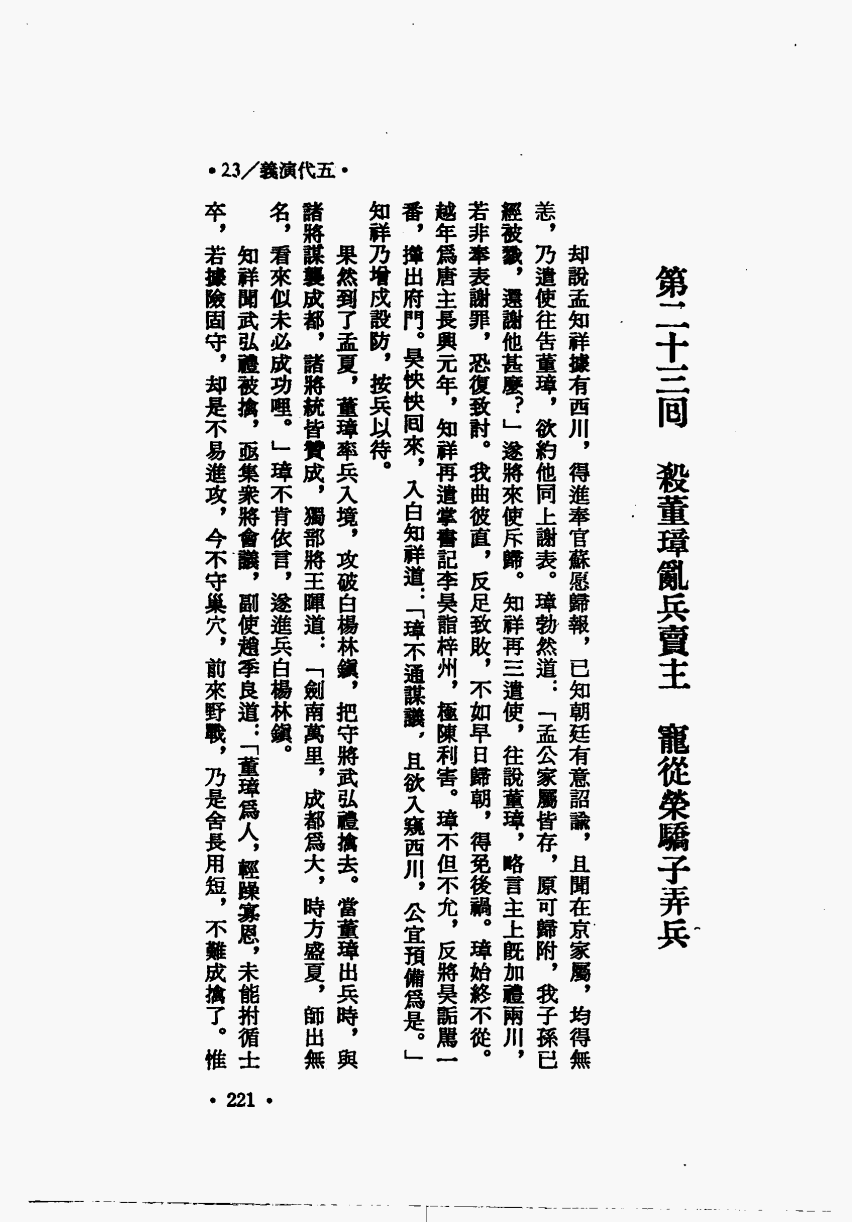 •23／義演代五•
第二十三回　殺董璋亂兵賣主　寵從榮驕子弄兵
却說孟知祥據有西川，得進奉官蘇愿歸報，已知朝廷有意詔諭，且聞在京家屬，均得無
恙，乃遣使往告董璋，欲約他同上謝表。璋勃然道：「孟公家屬皆存，原可歸附，我子孫已
經被戮，還謝他甚麼？」遂將來使斥歸。知祥再三遣使，往說董璋，略言主上既加禮兩川，
若非奉表謝罪，恐復致討。我曲彼直，反足致敗，不如早日歸朝，得免後禍。璋始終不從。
越年爲唐主長興元年，知祥再遣掌書記李昊詣梓州，極陳利害。璋不但不允，反將昊詬罵一
番，攆出府門。昊怏怏回來，入白知祥道：「璋不通謀議，且欲入窺西川，公宜預備爲是。」
知祥乃增戍設防，按兵以待。
果然到了孟夏，董璋率兵入境，攻破白楊林鎭，把守將武弘禮擒去。當董璋出兵時，與
諸將謀襲成都，諸將統皆贊成，獨部將王暉道：「劍南萬里，成都爲大，時方盛夏，師出無
名，看來似未必成功哩。」璋不肯依言，遂進兵白楊林鎭。
知祥聞武弘禮被擒，亟集衆將會議，副使趙季良道：「董璋爲人，輕躁寡恩，未能拊循士
卒，若據險固守，却是不易進攻，今不守巢穴，前來野戰，乃是舍長用短，不難成擒了。惟
•221•